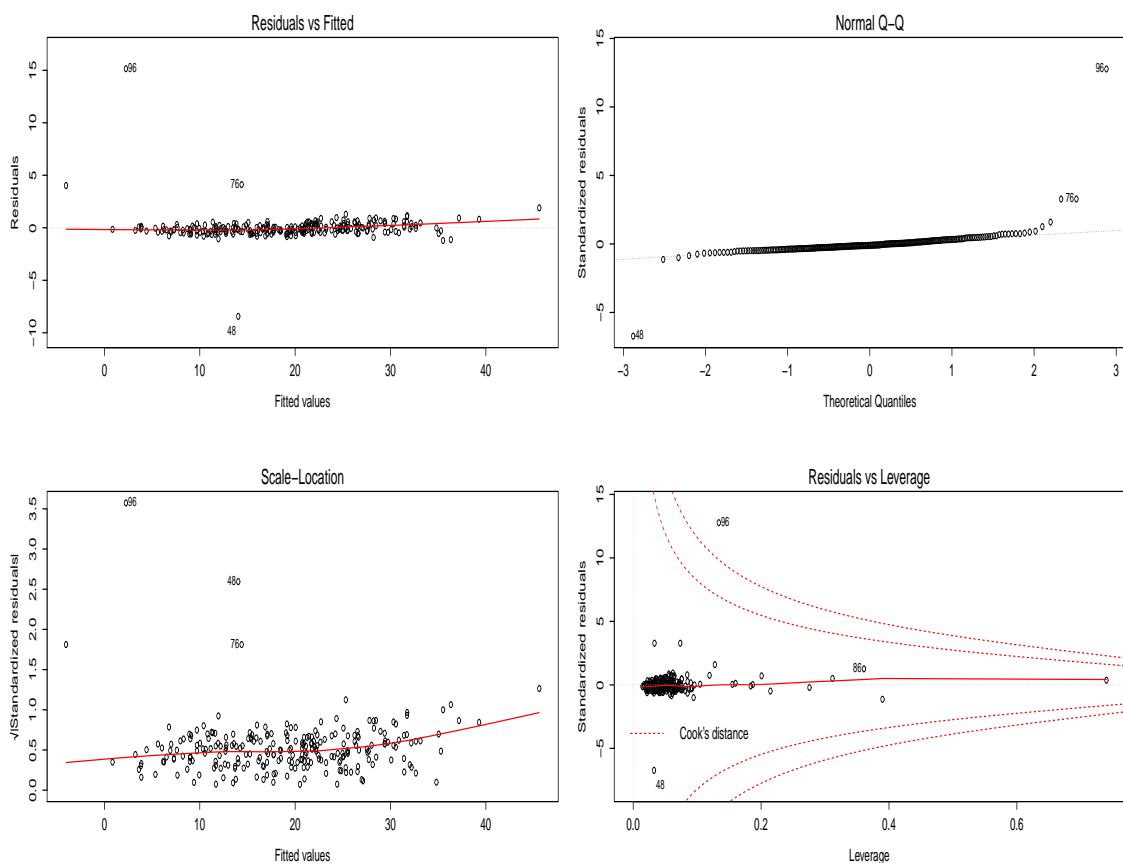 Residuals vs Fitted
Residuals
15
10
5
0
−5
−10
96
76
48
0 10 20 30 40
Fitted values
Normal Q−Q
Standardized residuals
15
10
5
0
−5
96
76
48
−3 −2 −1 0 1 2 3
Theoretical Quantiles
Scale−Location
√|Standardized residuals|
3.5
3.0
2.5
2.0
1.5
1.0
0.5
0.0
96
48
76
0 10 20 30 40
Fitted values
Residuals vs Leverage
Standardized residuals
15
10
5
0
−5
96
86
Cook's distance
48
0.0 0.2 0.4 0.6
Leverage